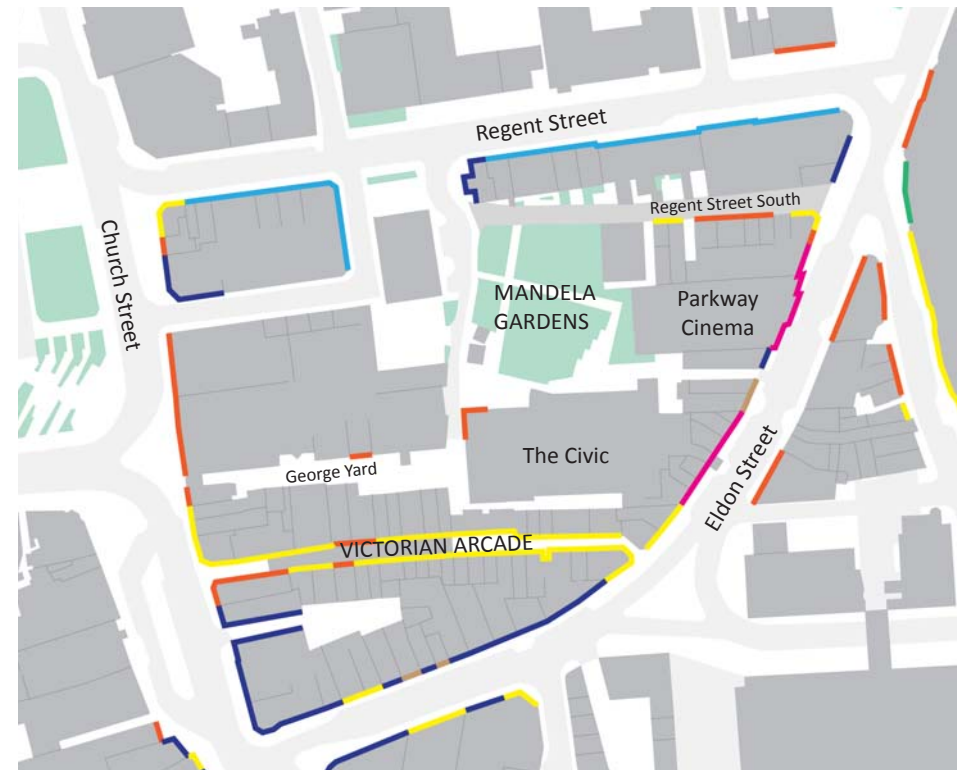 Regent Street
Regent Street South
Church Street
MANDELA
GARDENS
Parkway
Cinema
The Civic
George Yard
Eldon Street
VICTORIAN ARCADE